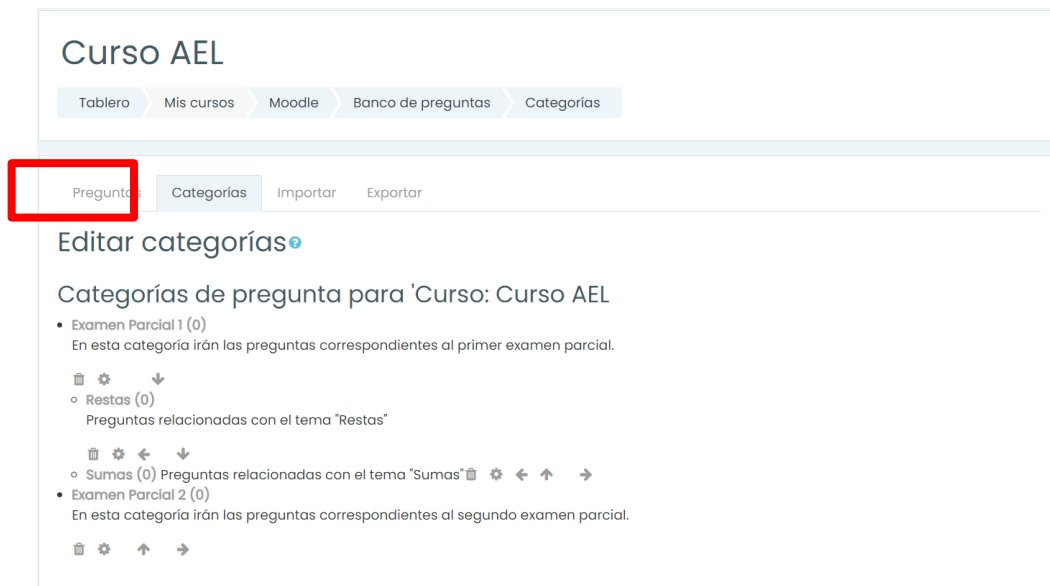 Curso AEL
Tablero Mis cursos Moodle Banco de preguntas Categorías
Preguntas Categorías Importar Exportar
Editar categorías
Categorías de pregunta para 'Curso: Curso AEL
Examen Parcial 1 (0)
En esta categoría irán las preguntas correspondientes al primer examen parcial.
Restas (0)
Preguntas relacionadas con el tema "Restas"
Sumas (0) Preguntas relacionadas con el tema "Sumas"
Examen Parcial 2 (0)
En esta categoría irán las preguntas correspondientes al segundo examen parcial.